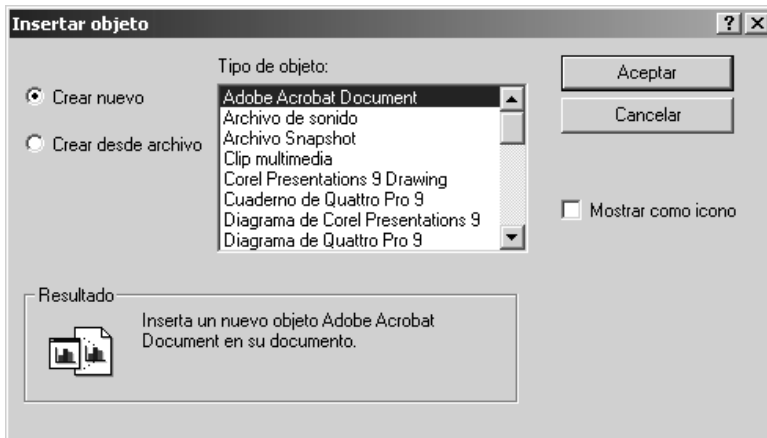 Insertar objeto
Tipo de objeto:
Crear nuevo
Crear desde archivo
Adobe Acrobat Document
Archivo de sonido
Archivo Snapshot
Clip multimedia
Corel Presentations 9 Drawing
Cuaderno de Quattro Pro 9
Diagrama de Corel Presentations 9
Diagrama de Quattro Pro 9
Aceptar
Cancelar
Mostrar como icono
Resultado
Inserta un nuevo objeto Adobe Acrobat
Document en su documento.